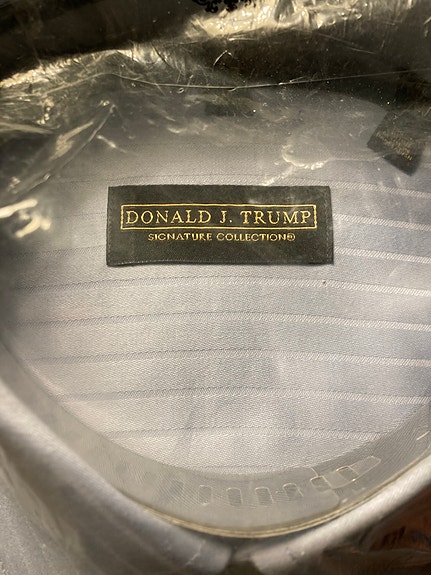 DONALD J. TRUMP
SIGNATURE COLLECTION®